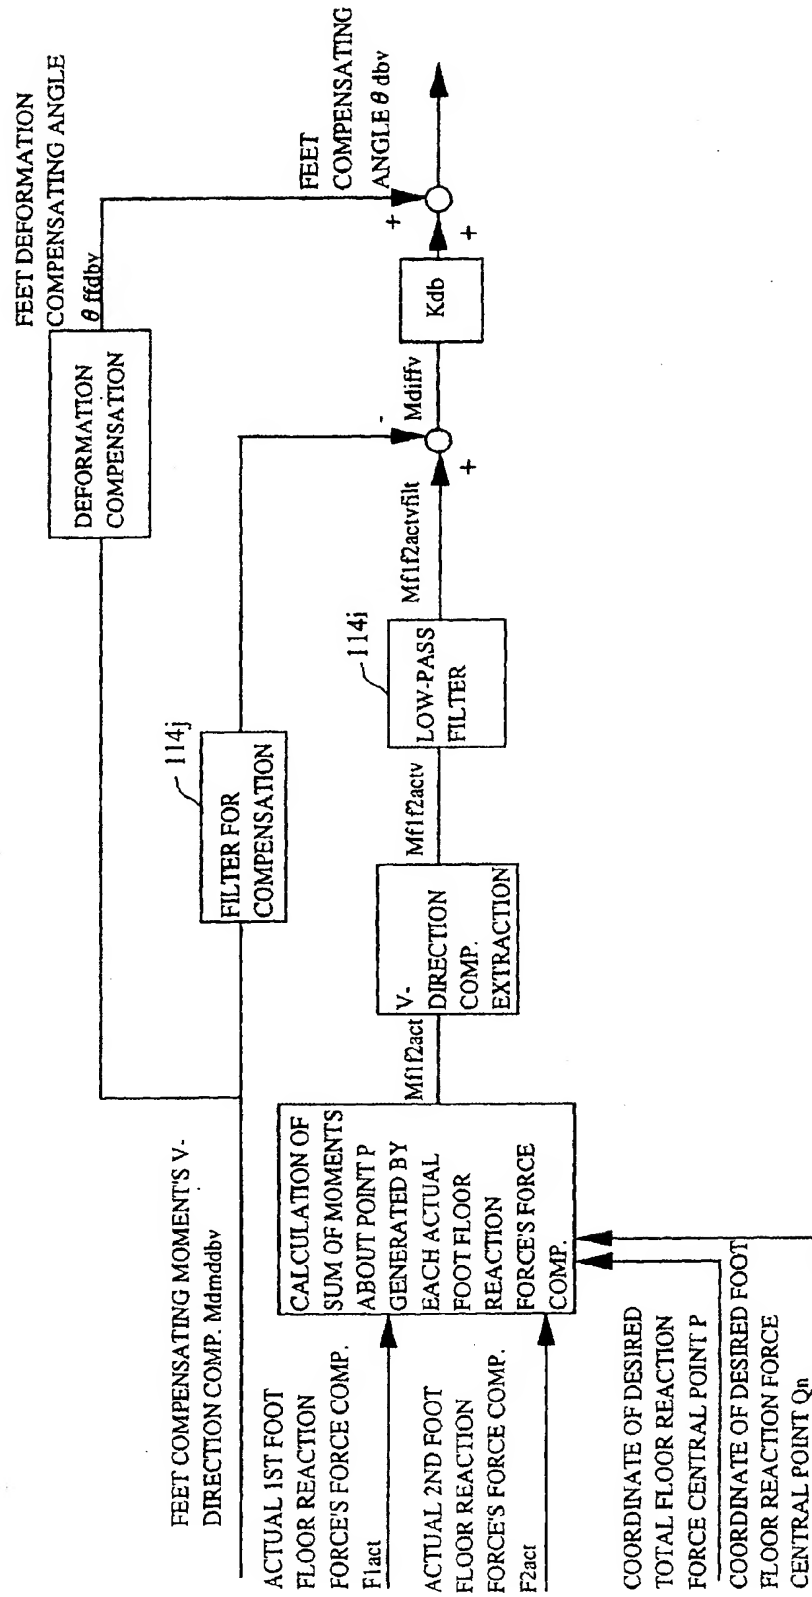 FEET COMPENSATING MOMENT'S V-
DIRECTION COMP. Mdmddbv
ACTUAL 1ST FOOT
FLOOR REACTION
FORCE'S FORCE COMP.
F1act
ACTUAL 2ND FOOT
FLOOR REACTION
FORCE'S FORCE COMP.
F2act
COORDINATE OF DESIRED
TOTAL FLOOR REACTION
FORCE CENTRAL POINT P
COORDINATE OF DESIRED FOOT
FLOOR REACTION FORCE
CENTRAL POINT Qn
CALCULATION OF
SUM OF MOMENTS
ABOUT POINT P
GENERATED BY
EACH ACTUAL
FOOT FLOOR
REACTION
FORCE'S FORCE
COMP.
Mf1f2act
V-
DIRECTION
COMP.
EXTRACTION
Mf1f2actv
114i
LOW-PASS
FILTER
Mf1f2actvfilt
114j
FILTER FOR
COMPENSATION
DEFORMATION
COMPENSATION
FEET DEFORMATION
COMPENSATING ANGLE
θ ffdbv
-
+
Mdiffv
Kdb
+
+
FEET
COMPENSATING
ANGLE θ dbv